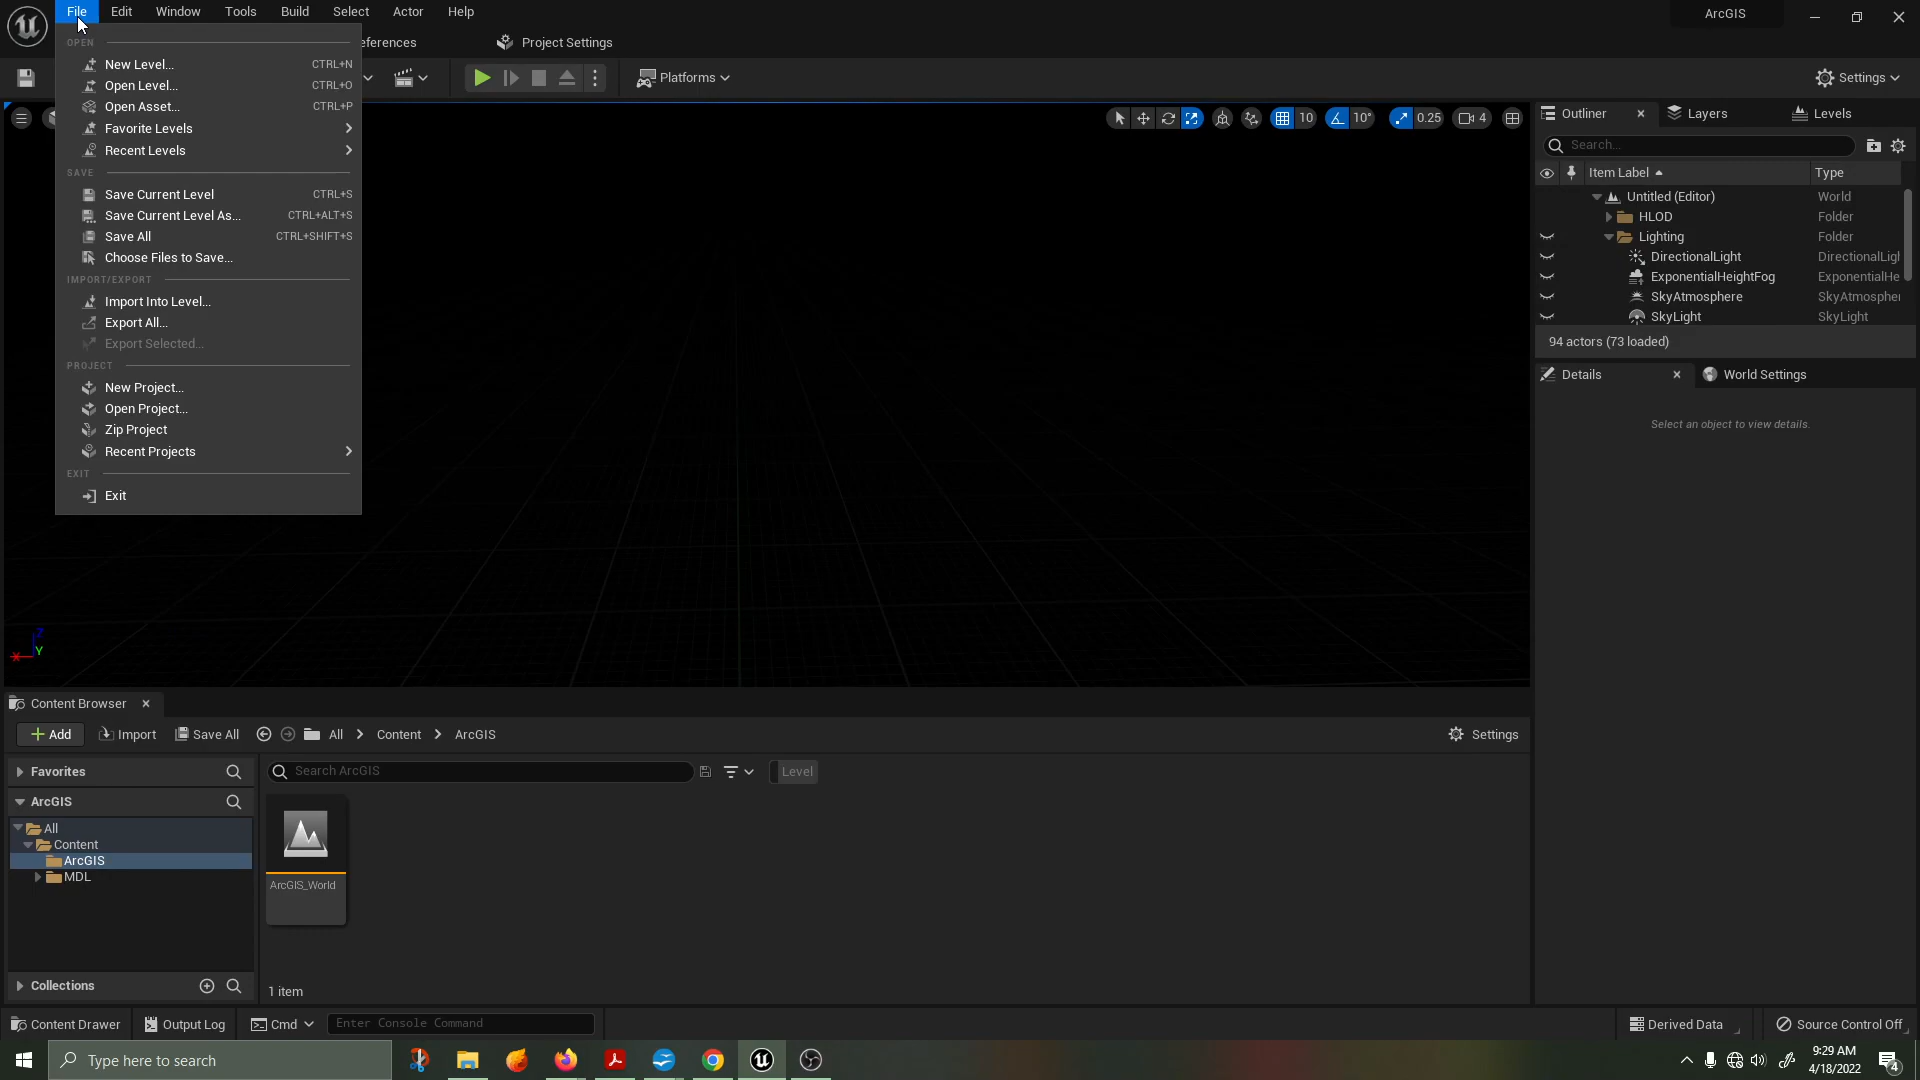 File Edit Window Tools Build Select Actor Help ArcGIS
eferences Project Settings
Platforms Settings
OPEN
New Level... CTRL+N
Open Level... CTRL+O
Open Asset... CTRL+P
Favorite Levels
Recent Levels
SAVE
Save Current Level CTRL+S
Save Current Level As... CTRL+ALT+S
Save All CTRL+SHIFT+S
Choose Files to Save...
IMPORT/EXPORT
Import Into Level...
Export All...
Export Selected...
PROJECT
New Project...
Open Project...
Zip Project
Recent Projects
EXIT
Exit
10 10° 0.25 4
Z
X Y
Outliner Layers Levels
Search...
Item Label Type
Untitled (Editor) World
HLOD Folder
Lighting Folder
DirectionalLight DirectionalLigl
ExponentialHeightFog ExponentialHe
SkyAtmosphere SkyAtmospher
SkyLight SkyLight
94 actors (73 loaded)
Details World Settings
Select an object to view details.
Content Browser
Add Import Save All All Content ArcGIS Settings
Favorites
Search ArcGIS Level
ArcGIS
All
Content
ArcGIS
MDL
ArcGIS_World
Collections
1 item
Content Drawer Output Log Cmd Enter Console Command Derived Data Source Control Off
Type here to search
9:29 AM
4/18/2022
4